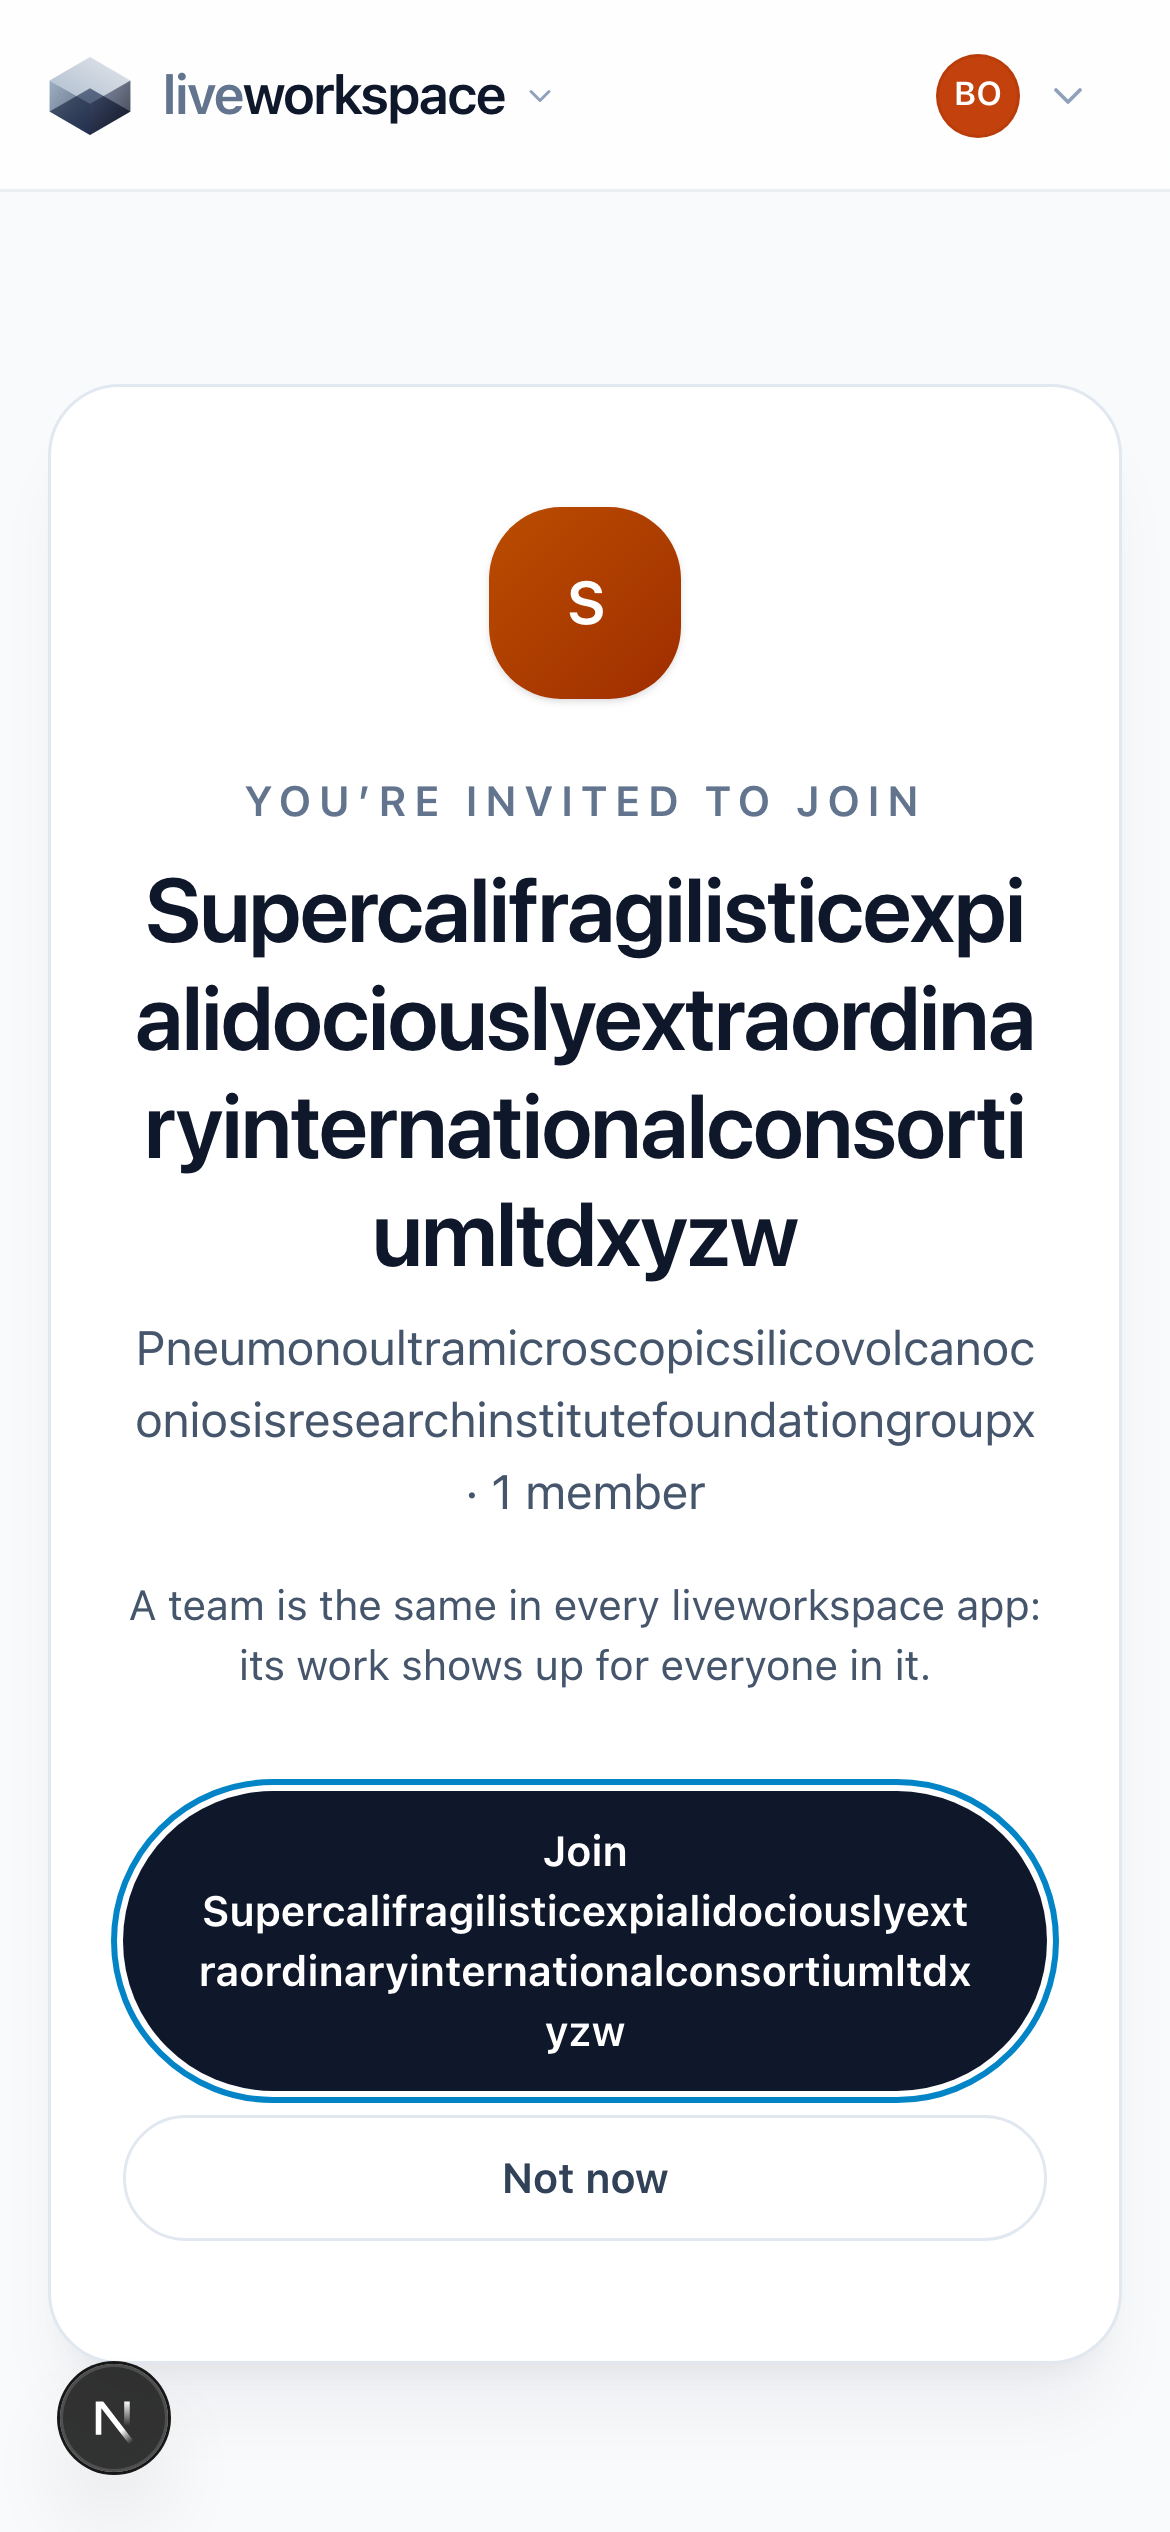 liveworkspace
BO
S
YOU’RE INVITED TO JOIN
Supercalifragilisticexpi
alidociouslyextraordina
ryinternationalconsorti
umltdxyzw
Pneumonoultramicroscopicsilicovolcanoc
oniosisresearchinstitutefoundationgroupx
· 1 member
A team is the same in every liveworkspace app:
its work shows up for everyone in it.
Join
Supercalifragilisticexpialidociouslyext
raordinaryinternationalconsortiumltdx
yzw
Not now
N